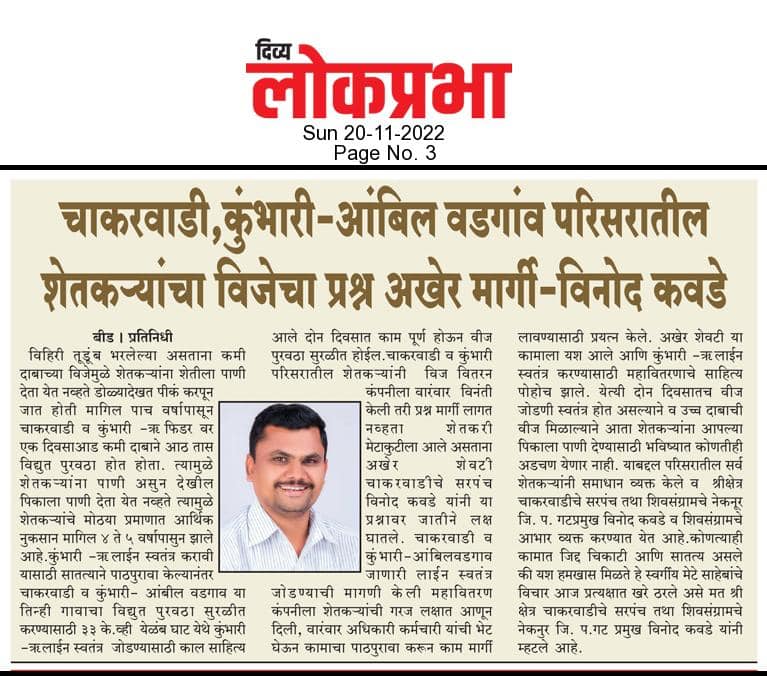 दिव्य
लोकप्रभा
Sun 20-11-2022
Page No. 3
चाकरवाडी,कुंभारी-आंबिल वडगांव परिसरातील
शेतकऱ्यांचा विजेचा प्रश्न अखेर मार्गी-विनोद कवडे
बीड । प्रतिनिधी
विहिरी तूडूंब भरलेल्या असताना कमी
दाबाच्या विजेमुळे शेतकऱ्यांना शेतीला पाणी
देता येत नव्हते डोळ्यादेखत पीकं करपून
जात होती मागिल पाच वर्षापासून
चाकरवाडी व कुंभारी -ऋ फिडर वर
एक दिवसाआड कमी दाबाने आठ तास
विद्युत पुरवठा होत होता. त्यामुळे
शेतकऱ्यांना पाणी असुन देखील
पिकाला पाणी देता येत नव्हते त्यामुळे
शेतकऱ्यांचे मोठया प्रमाणात आर्थिक
नुकसान मागिल ४ ते ५ वर्षापासुन झाले
आहे.कुंभारी -ऋ लाईन स्वतंत्र करावी
यासाठी सातत्याने पाठपुरावा केल्यानंतर
चाकरवाडी व कुंभारी- आंबील वडगाव या
तिन्ही गावाचा विद्युत पुरवठा सुरळीत
करण्यासाठी ३३ के.व्ही येळंब घाट येथे कुंभारी
-ऋलाईन स्वतंत्र जोडण्यासाठी काल साहित्य
आले दोन दिवसात काम पूर्ण होऊन वीज
पुरवठा सुरळीत होईल.चाकरवाडी व कुंभारी
परिसरातील शेतकऱ्यांनी विज वितरन
कंपनीला वारंवार विनंती
केली तरी प्रश्न मार्गी लागत
नव्हता शेतकरी
मेटाकुटीला आले असताना
अखेर शेवटी
चाकरवाडीचे सरपंच
विनोद कवडे यांनी या
प्रश्नावर जातीने लक्ष
घातले. चाकरवाडी व
कुंभारी-आंबिलवडगाव
जाणारी लाईन स्वतंत्र
जोडण्याची मागणी केली महावितरण
कंपनीला शेतकऱ्यांची गरज लक्षात आणून
दिली, वारंवार अधिकारी कर्मचारी यांची भेट
घेऊन कामाचा पाठपुरावा करून काम मार्गी
लावण्यासाठी प्रयत्न केले. अखेर शेवटी या
कामाला यश आले आणि कुंभारी -ऋलाईन
स्वतंत्र करण्यासाठी महावितरणाचे साहित्य
पोहोच झाले. येत्यी दोन दिवसातच वीज
जोडणी स्वतंत्र होत असल्याने व उच्च दाबाची
वीज मिळाल्याने आता शेतकऱ्यांना आपल्या
पिकाला पाणी देण्यासाठी भविष्यात कोणतीही
अडचण येणार नाही. याबद्दल परिसरातील सर्व
शेतकऱ्यांनी समाधान व्यक्त केले व श्रीक्षेत्र
चाकरवाडीचे सरपंच तथा शिवसंग्रामचे नेकनूर
जि. प. गटप्रमुख विनोद कवडे व शिवसंग्रामचे
आभार व्यक्त करण्यात येत आहे.कोणत्याही
कामात जिद्द चिकाटी आणि सातत्य असले
की यश हमखास मिळते हे स्वर्गीय मेटे साहेबांचे
विचार आज प्रत्यक्षात खरे ठरले असे मत श्री
क्षेत्र चाकरवाडीचे सरपंच तथा शिवसंग्रामचे
नेकनुर जि. प.गट प्रमुख विनोद कवडे यांनी
म्हटले आहे.